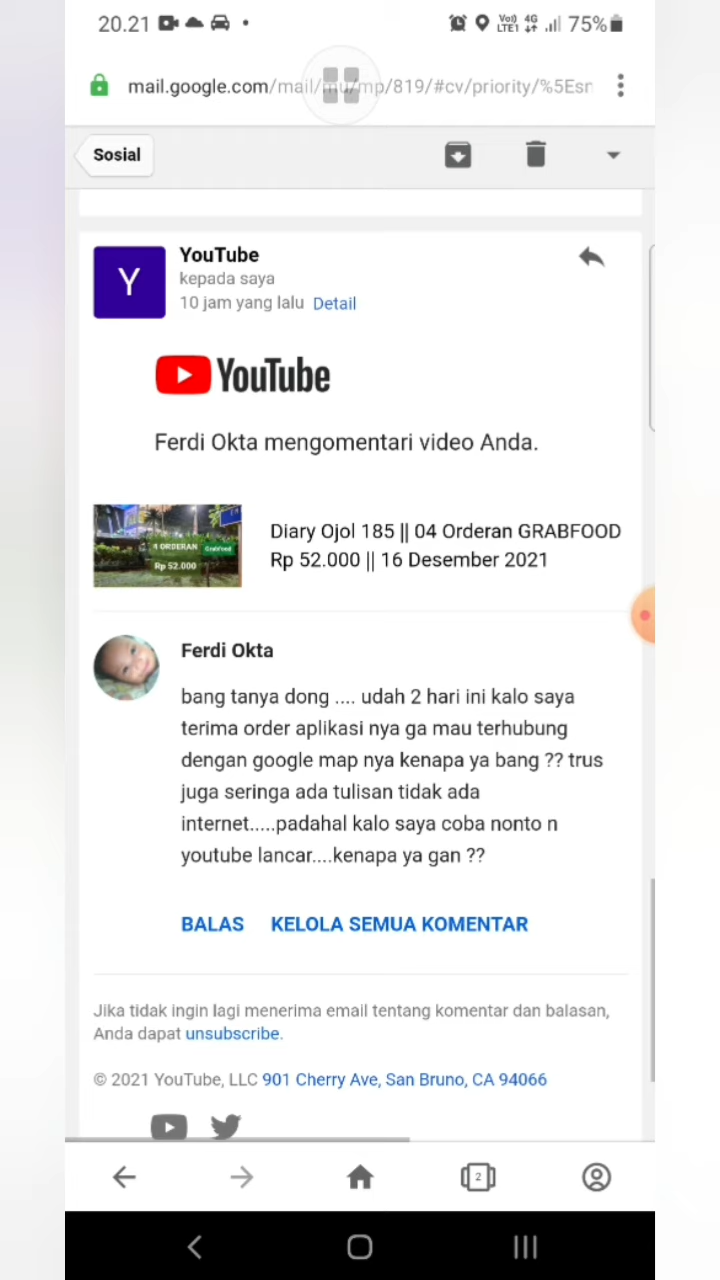 20.21
Vo)) 4G
LTE1
75%
mail.google.com/mail/mu/mp/819/#cv/priority/%5Esn
Sosial
Y
YouTube
kepada saya
10 jam yang lalu Detail
YouTube
Ferdi Okta mengomentari video Anda.
4 ORDERAN
GrabFood
Rp 52.000
Diary Ojol 185 || 04 Orderan GRABFOOD
Rp 52.000 || 16 Desember 2021
Ferdi Okta
bang tanya dong .... udah 2 hari ini kalo saya
terima order aplikasi nya ga mau terhubung
dengan google map nya kenapa ya bang ?? trus
juga seringa ada tulisan tidak ada
internet.....padahal kalo saya coba nonto n
youtube lancar....kenapa ya gan ??
BALAS KELOLA SEMUA KOMENTAR
Jika tidak ingin lagi menerima email tentang komentar dan balasan,
Anda dapat unsubscribe.
© 2021 YouTube, LLC 901 Cherry Ave, San Bruno, CA 94066
2